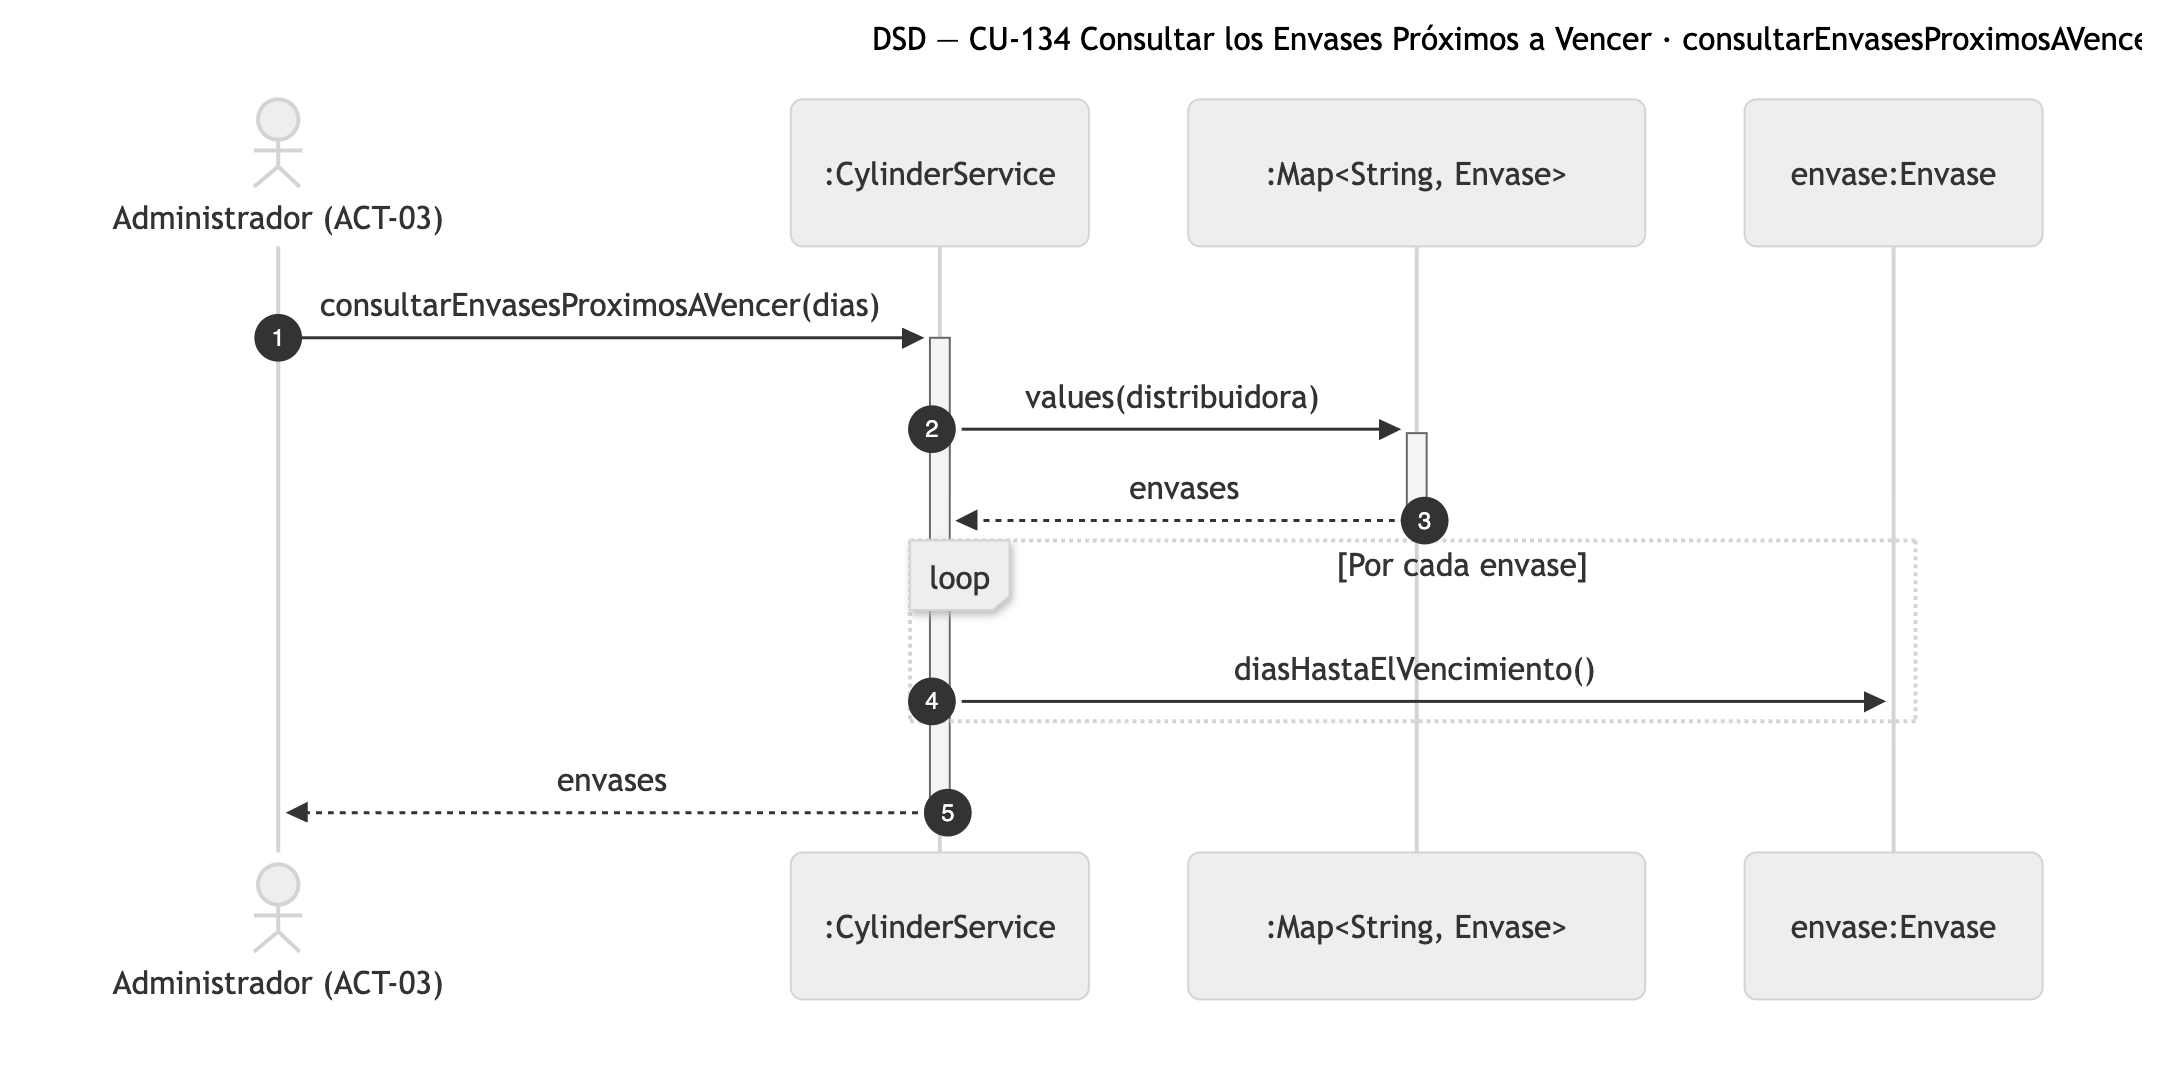 DSD — CU-134 Consultar los Envases Próximos a Vencer · consultarEnvasesProximosAVence
Administrador (ACT-03)
:CylinderService
:Map<String, Envase>
envase:Envase
consultarEnvasesProximosAVencer(dias)
1
values(distribuidora)
2
envases
3
loop
[Por cada envase]
diasHastaElVencimiento()
4
envases
5
Administrador (ACT-03)
:CylinderService
:Map<String, Envase>
envase:Envase